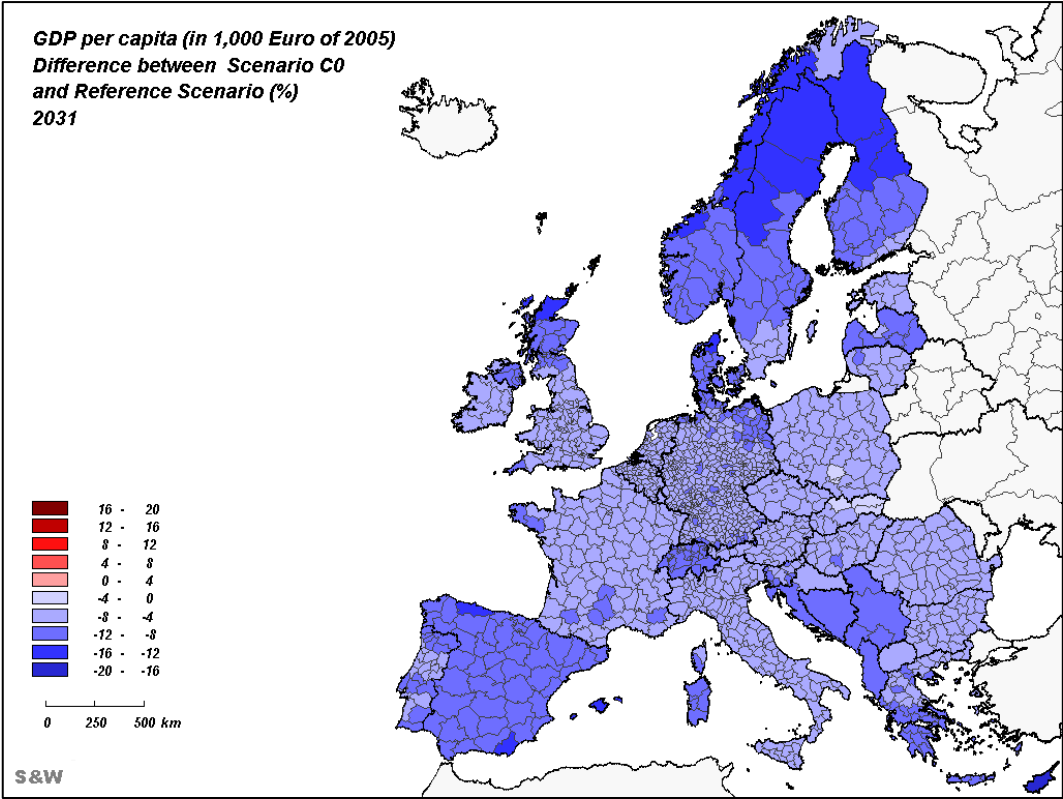 GDP per capita (in 1,000 Euro of 2005)
Difference between Scenario C0
and Reference Scenario (%)
2031
16 - 20
12 - 16
8 - 12
4 - 8
0 - 4
-4 - 0
-8 - -4
-12 - -8
-16 - -12
-20 - -16
0 250 500 km
S&W